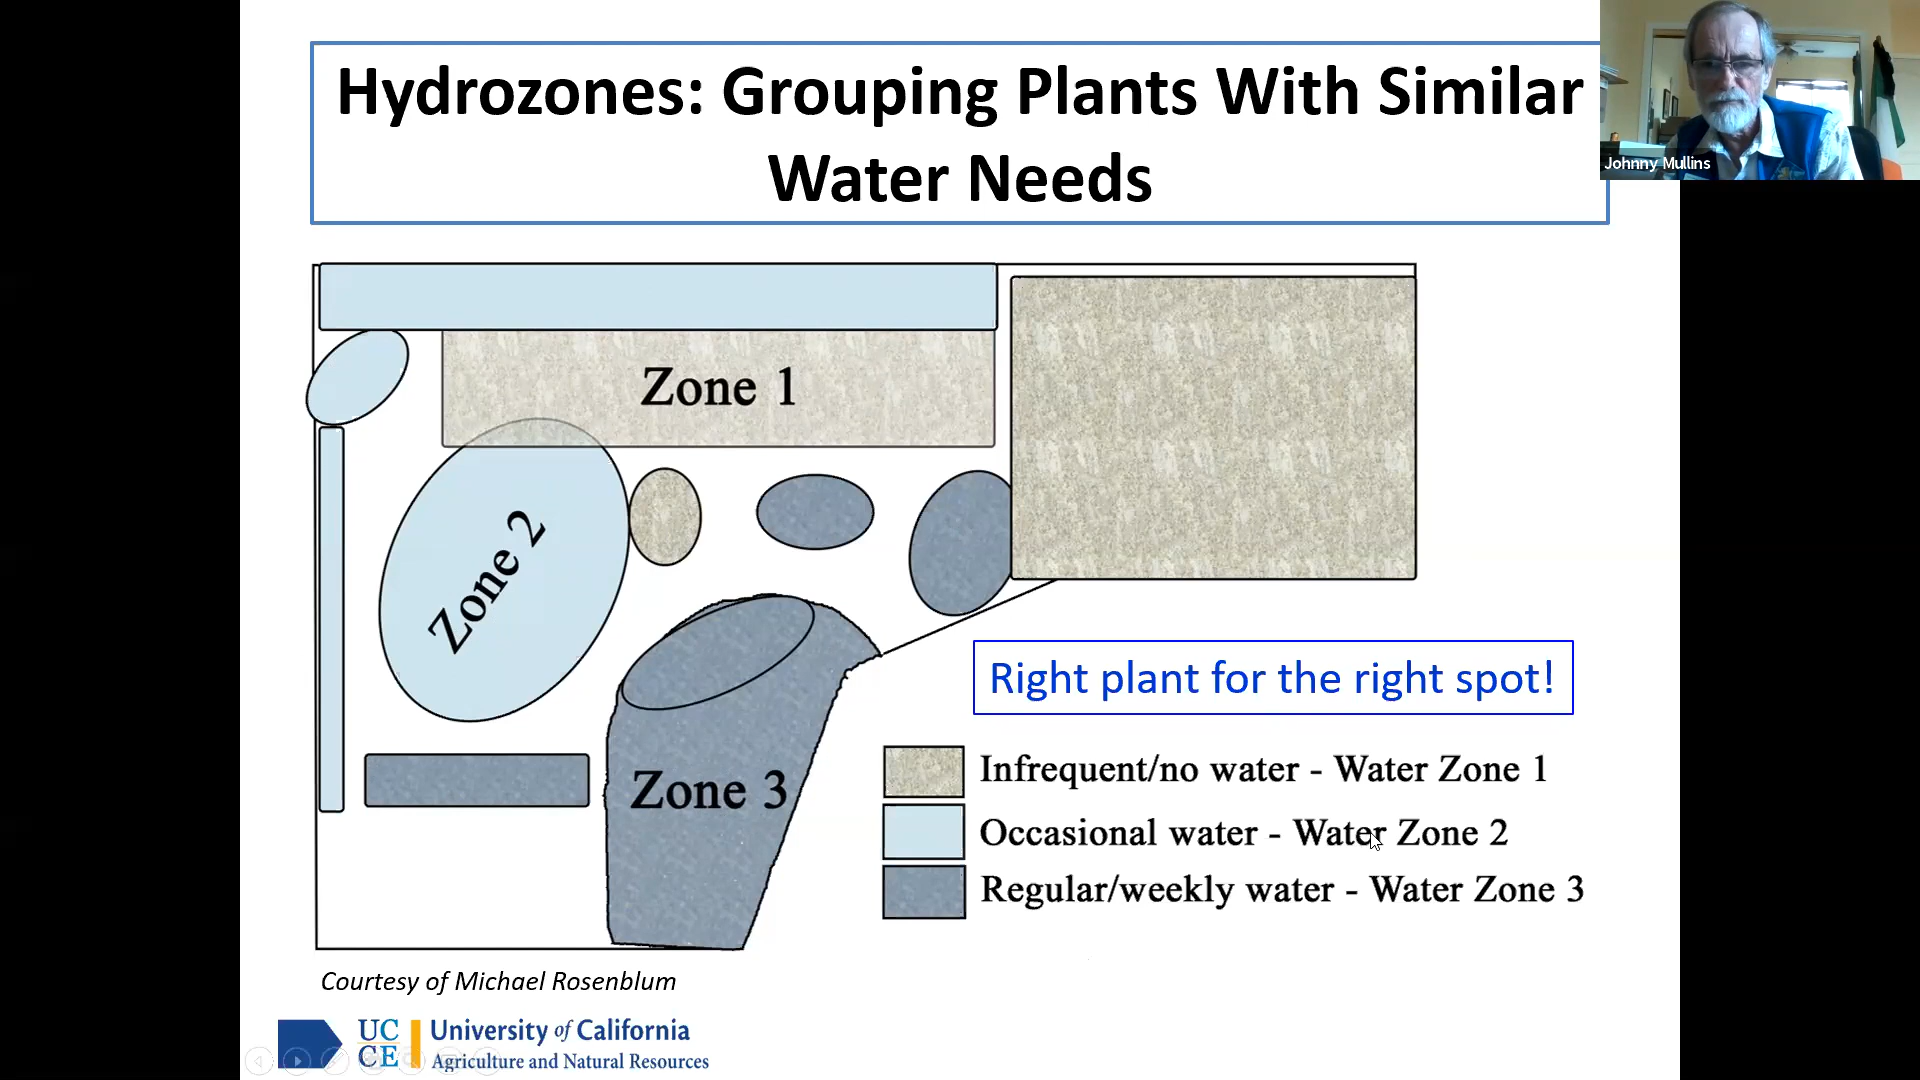 Hydrozones: Grouping Plants With Similar
Water Needs
Johnny Mullins
Zone 1
Zone 2
Zone 3
Right plant for the right spot!
Infrequent/no water - Water Zone 1
Occasional water - Water Zone 2
Regular/weekly water - Water Zone 3
Courtesy of Michael Rosenblum
UC
CE
University of California
Agriculture and Natural Resources